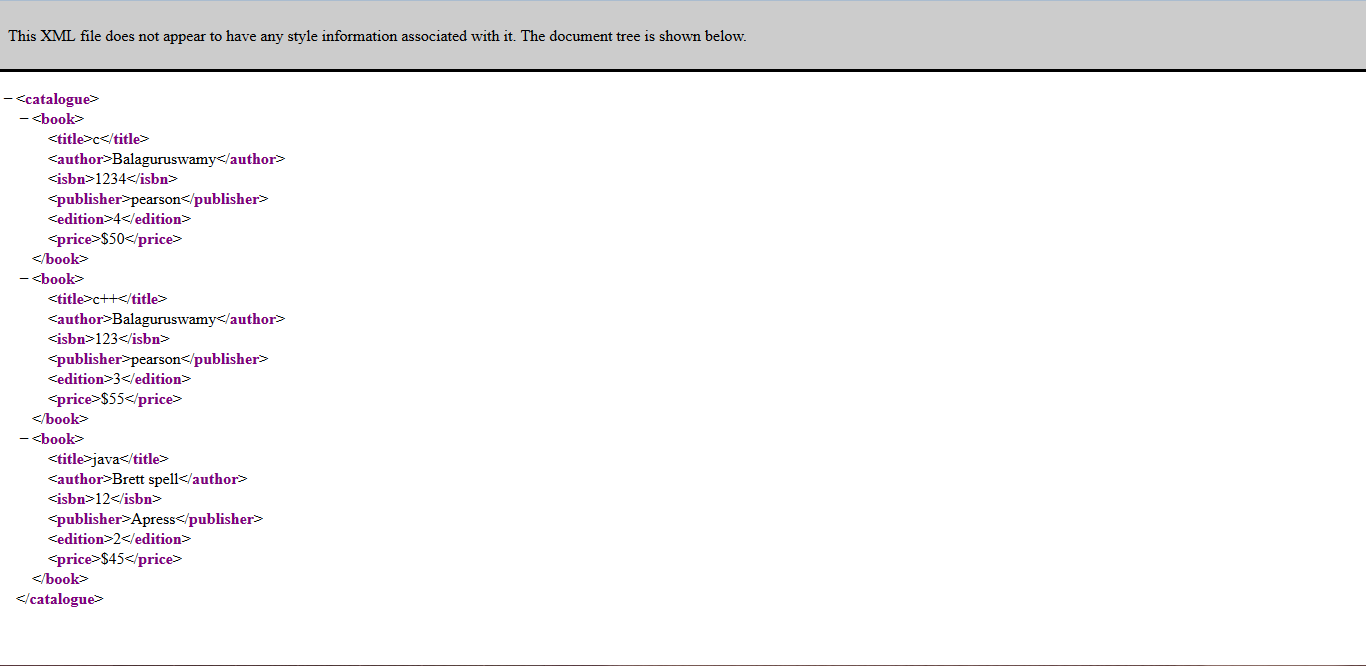 This XML file does not appear to have any style information associated with it. The document tree is shown below.
−<catalogue>
−<book>
<title>c</title>
<author>Balaguruswamy</author>
<isbn>1234</isbn>
<publisher>pearson</publisher>
<edition>4</edition>
<price>$50</price>
</book>
−<book>
<title>c++</title>
<author>Balaguruswamy</author>
<isbn>123</isbn>
<publisher>pearson</publisher>
<edition>3</edition>
<price>$55</price>
</book>
−<book>
<title>java</title>
<author>Brett spell</author>
<isbn>12</isbn>
<publisher>Apress</publisher>
<edition>2</edition>
<price>$45</price>
</book>
</catalogue>